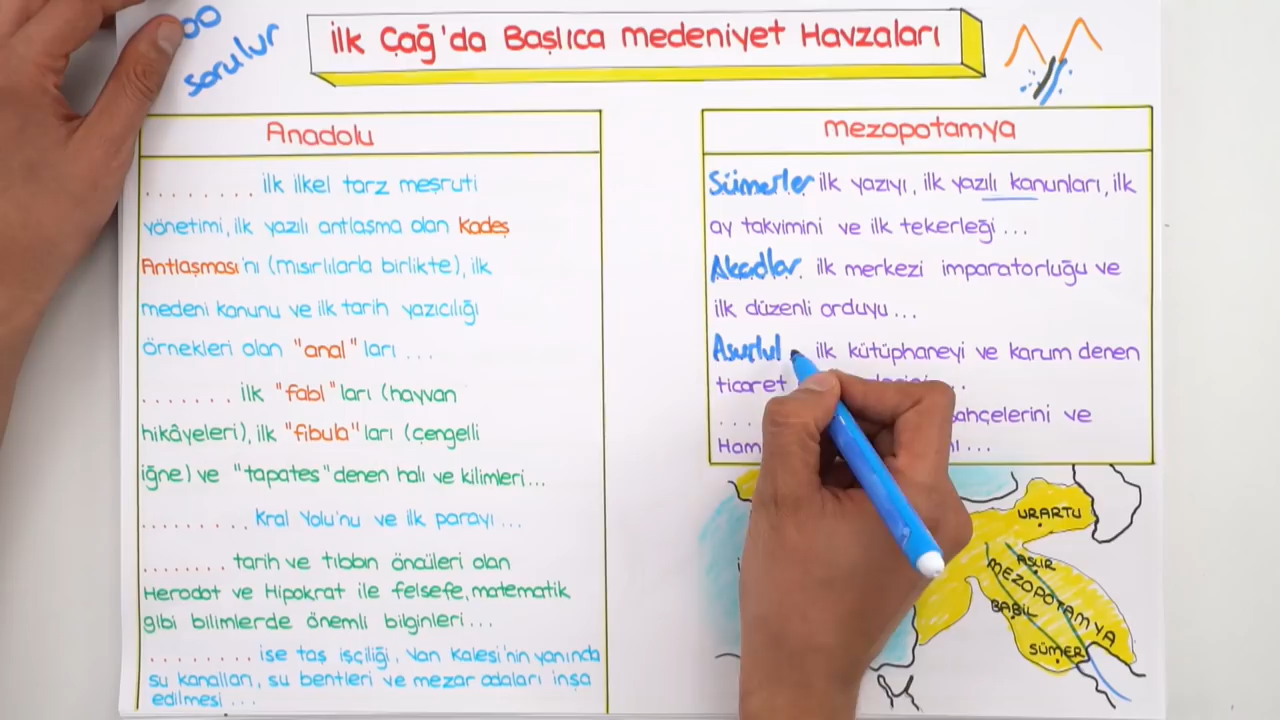 sorulur
İlk Çağ'da Başlıca medeniyet Havzaları
Anadolu
........ ilk ilkel tarz meşruti
yönetimi, ilk yazılı antlaşma olan Kadeş
Antlaşması'nı (mısırlılarla birlikte), ilk
medeni kanunu ve ilk tarih yazıcılığı
örnekleri olan "anal" ları ...
....... ilk "fabl" ları (hayvan
hikâyeleri), ilk "fibula" ları (çengelli
iğne) ve "tapates" denen halı ve kilimleri...
........ Kral Yolu'nu ve ilk parayı ...
........ tarih ve tıbbın öncüleri olan
Herodot ve Hipokrat ile felsefe, matematik
gibi bilimlerde önemli bilginleri...
........ ise taş işçiliği, Van Kalesi'nin yanında
su kanalları, su bentleri ve mezar odaları inşa
edilmesi ...
mezopotamya
Sümerler ilk yazıyı, ilk yazılı kanunları, ilk
ay takvimini ve ilk tekerleği ...
Akadlar. ilk merkezi imparatorluğu ve
ilk düzenli orduyu ...
Asurlul ilk kütüphaneyi ve karum denen
ticaret
bahçelerini ve
Ham
URARTU
ASUR
MEZOPOTAMYA
BABİL
SÜMER